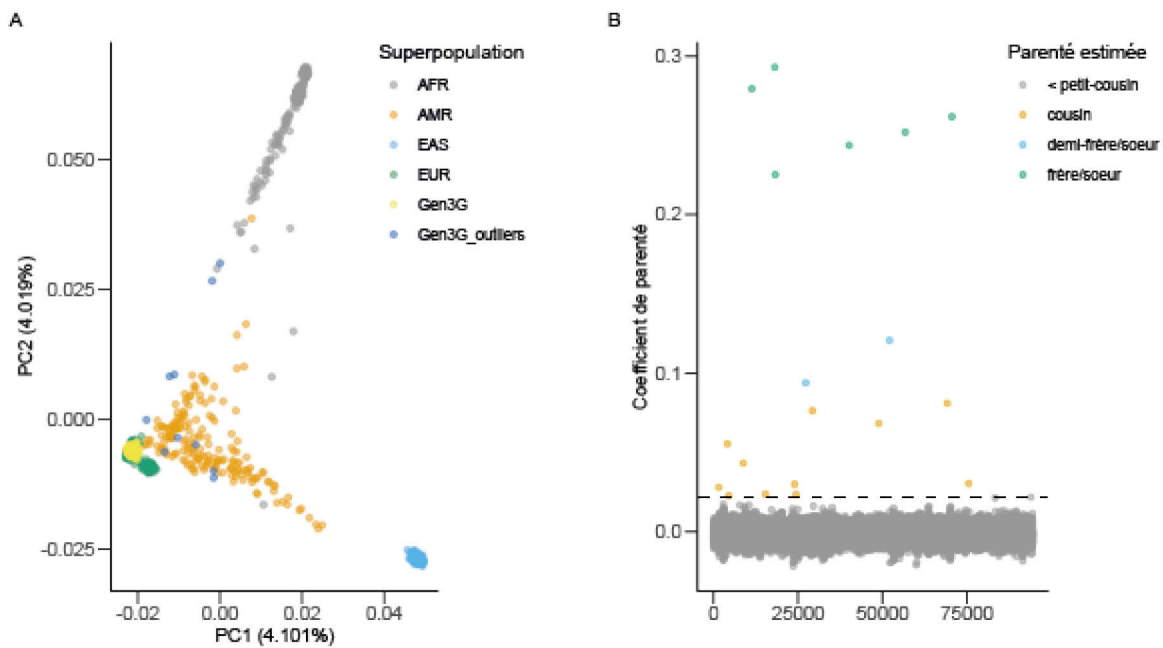 A
Superpopulation
AFR
AMR
EAS
EUR
Gen3G
Gen3G_outliers
PC2 (4.019%)
0.050
0.025
0.000
-0.025
-0.02
0.00
0.02
0.04
PC1 (4.101%)
B
Parenté estimée
< petit-cousin
cousin
demi-frère/soeur
frère/soeur
Coefficient de parenté
0.3
0.2
0.1
0.0
0
25000
50000
75000